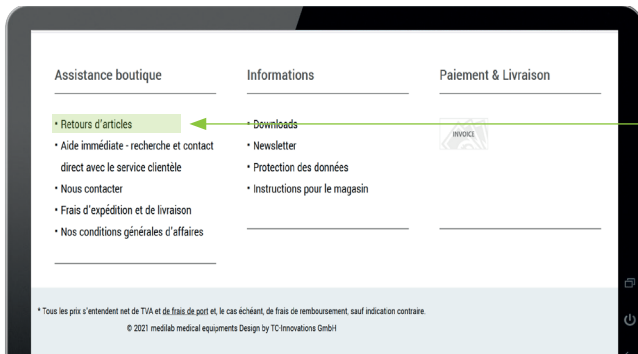 Assistance boutique
• Retours d'articles
• Aide immédiate - recherche et contact
direct avec le service clientèle
• Nous contacter
• Frais d'expédition et de livraison
• Nos conditions générales d'affaires
Informations
• Downloads
• Newsletter
• Protection des données
• Instructions pour le magasin
Paiement & Livraison
INVOICE
* Tous les prix s'entendent net de TVA et de frais de port et, le cas échéant, de frais de remboursement, sauf indication contraire.
© 2021 medilab medical equipments Design by TC-Innovations GmbH